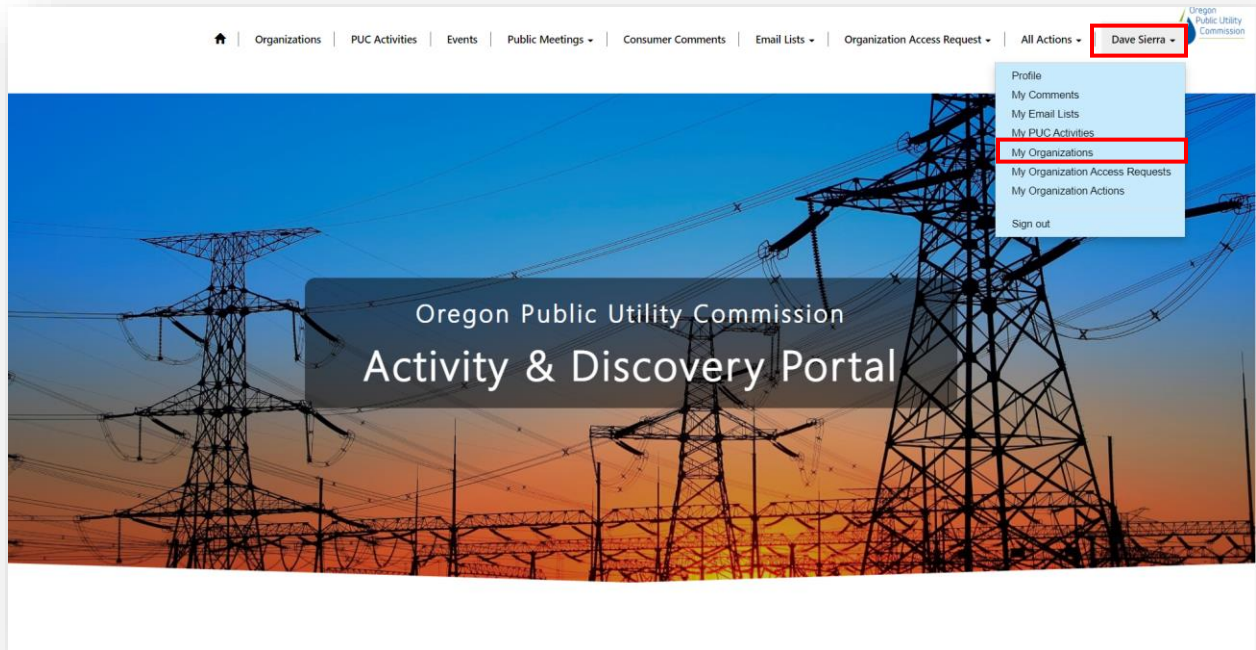 Oregon
Public Utility
Commission
Organizations
PUC Activities
Events
Public Meetings
Consumer Comments
Email Lists
Organization Access Request
All Actions
Dave Sierra
Profile
My Comments
My Email Lists
My PUC Activities
My Organizations
My Organization Access Requests
My Organization Actions
Sign out
Oregon Public Utility Commission
Activity & Discovery Portal